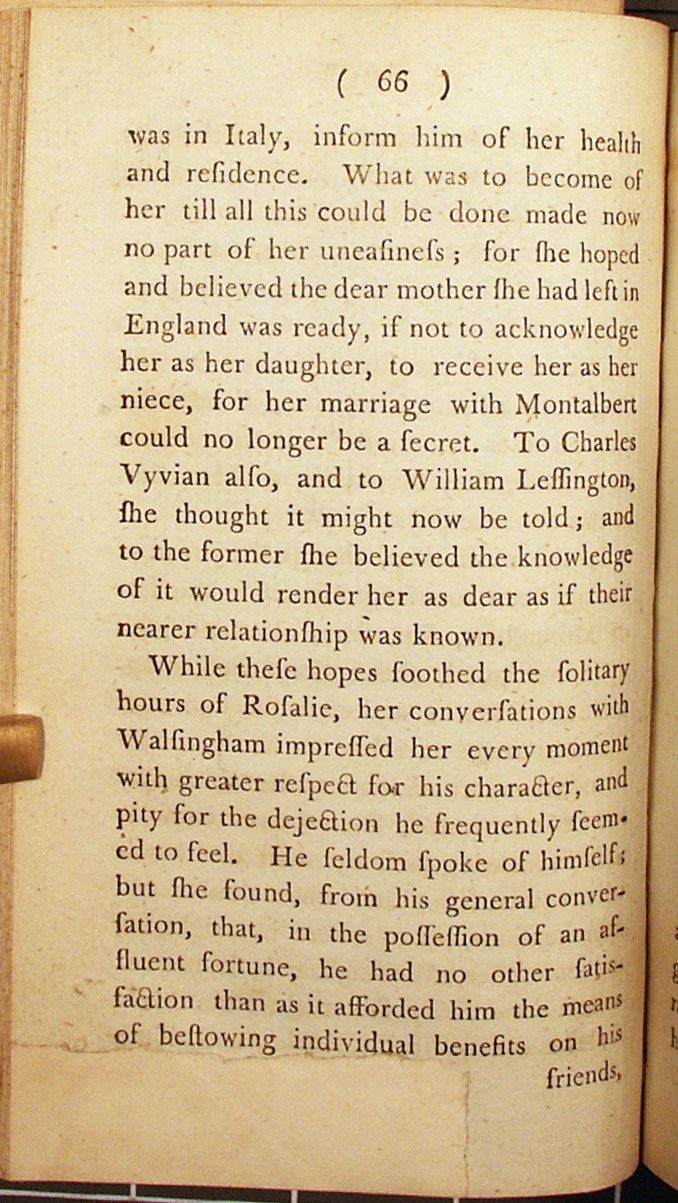 ( 66 )
was in Italy, inform him of her health
and reſidence. What was to become of
her till all this could be done made now
no part of her uneaſineſs; for ſhe hoped
and believed the dear mother ſhe had left in
England was ready, if not to acknowledge
her as her daughter, to receive her as her
niece, for her marriage with Montalbert
could no longer be a ſecret. To Charles
Vyvian alſo, and to William Leſſington,
ſhe thought it might now be told; and
to the former ſhe believed the knowledge
of it would render her as dear as if their
nearer relationſhip was known.
While theſe hopes ſoothed the ſolitary
hours of Roſalie, her converſations with
Walſingham impreſſed her every moment
with greater reſpect for his character, and
pity for the dejection he frequently ſeem-
ed to feel. He ſeldom ſpoke of himſelf;
but ſhe found, from his general conver-
ſation, that, in the poſſeſſion of an af-
fluent fortune, he had no other ſatis-
faction than as it afforded him the means
of beſtowing individual benefits on his
friends,